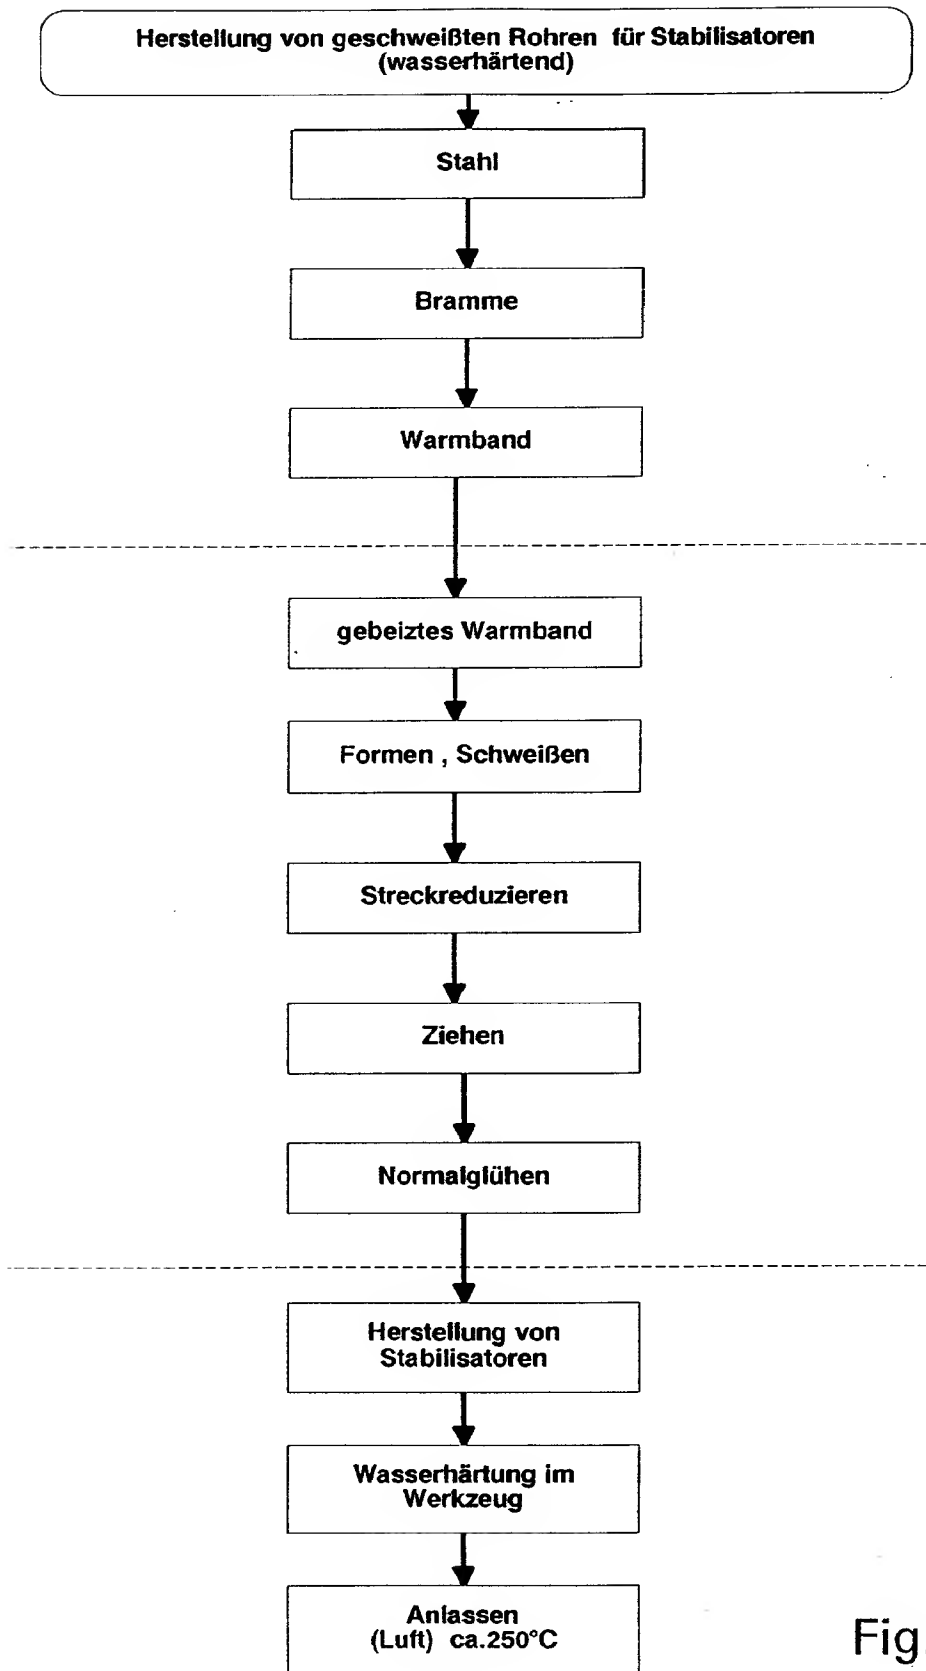 Herstellung von geschweißten Rohren für Stabilisatoren
(wasserhärtend)
Stahl
Bramme
Warmband
gebeiztes Warmband
Formen , Schweißen
Streckreduzieren
Ziehen
Normalglühen
Herstellung von
Stabilisatoren
Wasserhärtung im
Werkzeug
Anlassen
(Luft) ca.250°C
Fig.